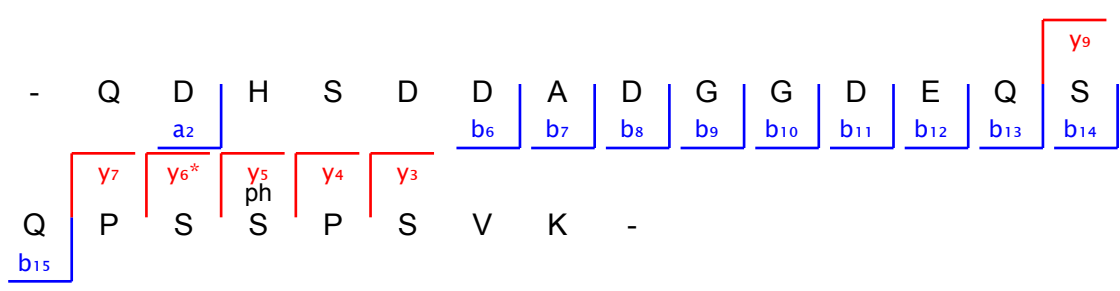 y9
- Q D H S D D A D G G D E Q S
a2 b6 b7 b8 b9 b10 b11 b12 b13 b14
y7 y6* y5 y4 y3
ph
Q P S S P S V K -
b15